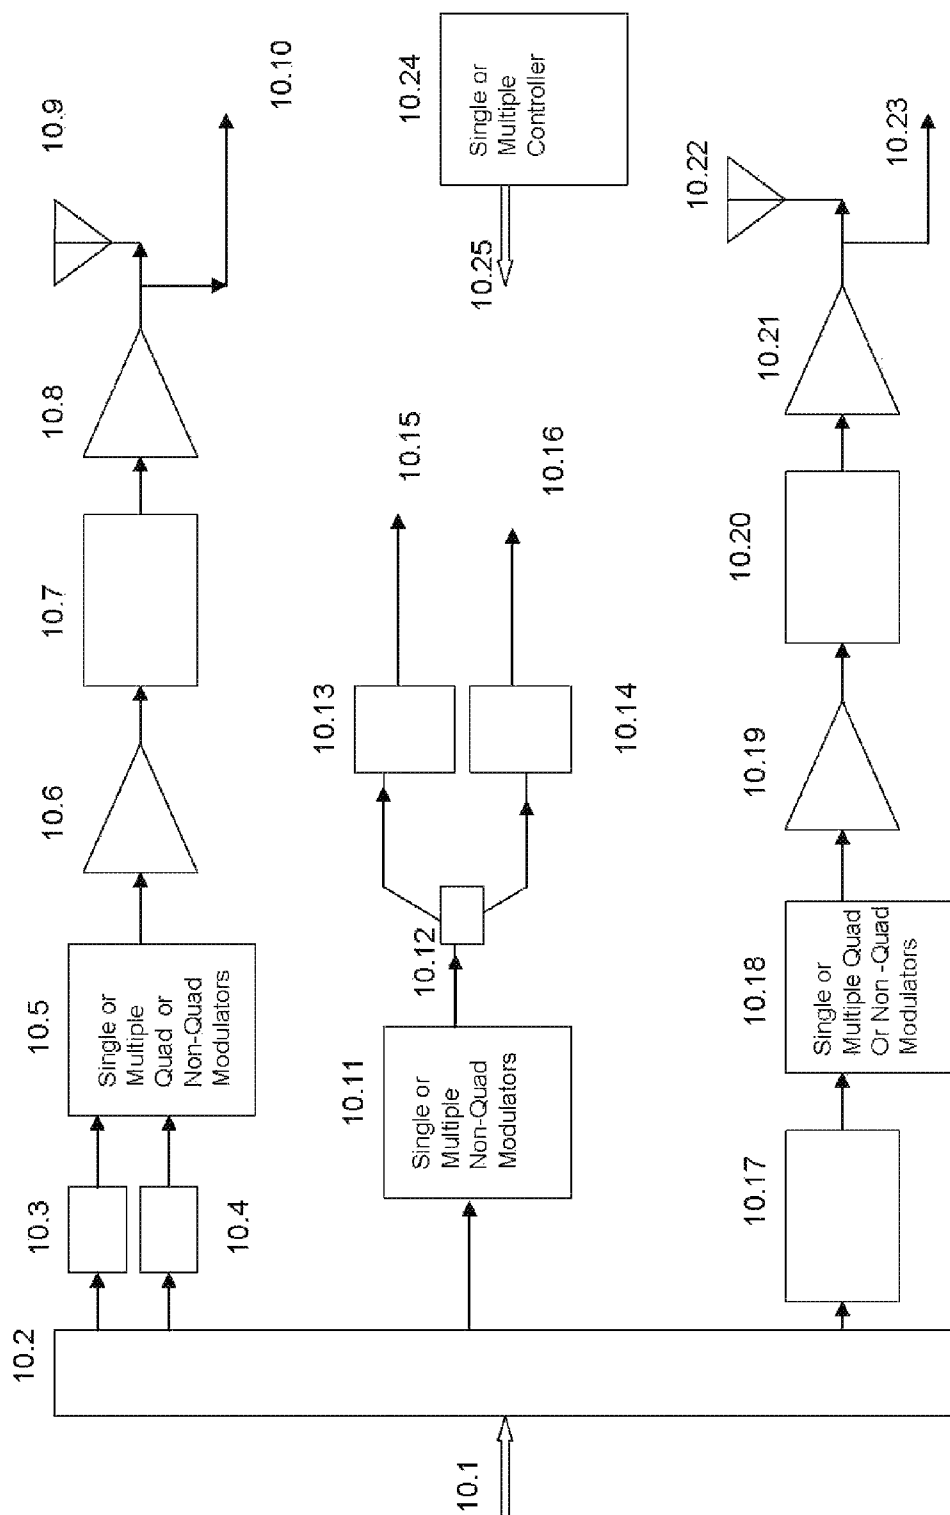 10.1
10.2
10.3
10.4
10.5
Single or
Multiple
Quad or
Non-Quad
Modulators
10.6
10.7
10.8
10.9
10.10
10.11
Single or
Multiple
Non-Quad
Modulators
10.12
10.13
10.14
10.15
10.16
10.24
Single or
Multiple
Controller
10.25
10.17
10.18
Single or
Multiple Quad
Or Non -Quad
Modulators
10.19
10.20
10.21
10.22
10.23